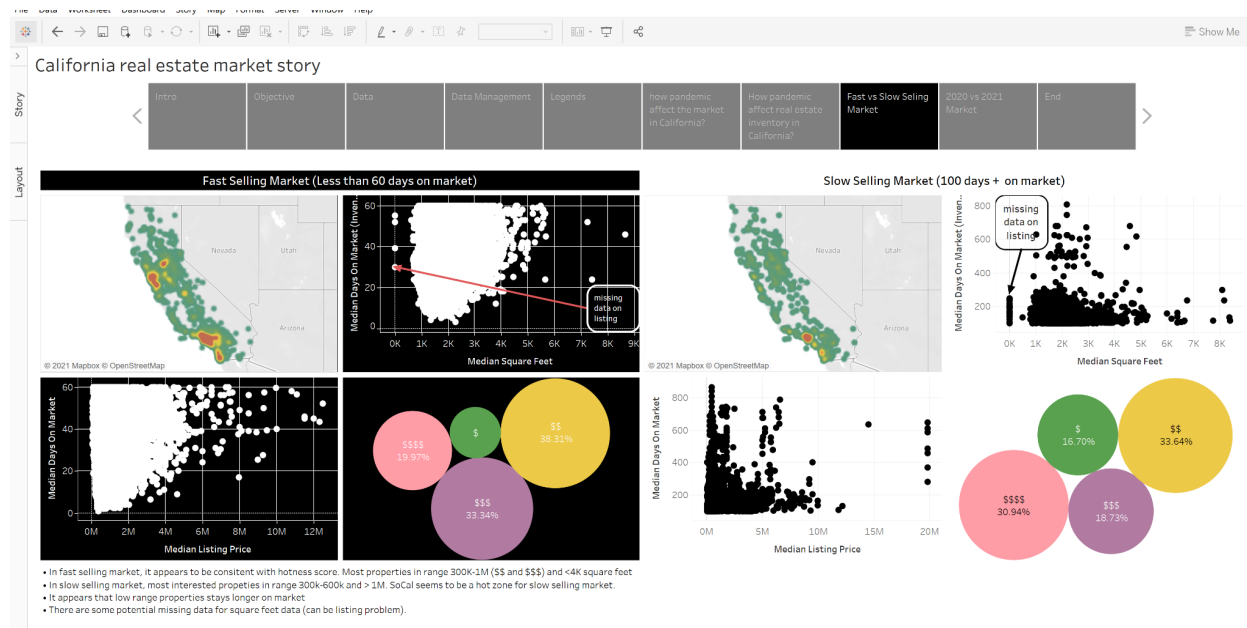 File Data Worksheet Dashboard Story Map Format Server Window Help
Show Me
California real estate market story
Story
Layout
Intro
Objective
Data
Data Management
Legends
how pandemic
affect the market
in California?
How pandemic
affect real estate
inventory in
California?
Fast vs Slow Seling
Market
2020 vs 2021
Market
End
Fast Selling Market (Less than 60 days on market)
Nevada
Utah
Arizona
© 2021 Mapbox © OpenStreetMap
Median Days On Market (Inven..
60
40
20
0
0K 1K 2K 3K 4K 5K 6K 7K 8K 9K
Median Square Feet
missing
data on
listing
Median Days On Market
60
40
20
0
0M 2M 4M 6M 8M 10M 12M
Median Listing Price
$$$$
19.97%
$
$$
38.31%
$$$
33.34%
Slow Selling Market (100 days + on market)
Nevada
Utah
Arizona
© 2021 Mapbox © OpenStreetMap
Median Days On Market (Inven..
800
600
400
200
missing
data on
listing
0K 1K 2K 3K 4K 5K 6K 7K 8K
Median Square Feet
Median Days On Market
800
600
400
200
0M 5M 10M 15M 20M
Median Listing Price
$
16.70%
$$
33.64%
$$$$
30.94%
$$$
18.73%
• In fast selling market, it appears to be consitent with hotness score. Most properties in range 300K-1M ($$ and $$$) and <4K square feet
• In slow selling market, most interested propeties in range 300k-600k and > 1M. SoCal seems to be a hot zone for slow selling market.
• It appears that low range properties stays longer on market
• There are some potential missing data for square feet data (can be listing problem).